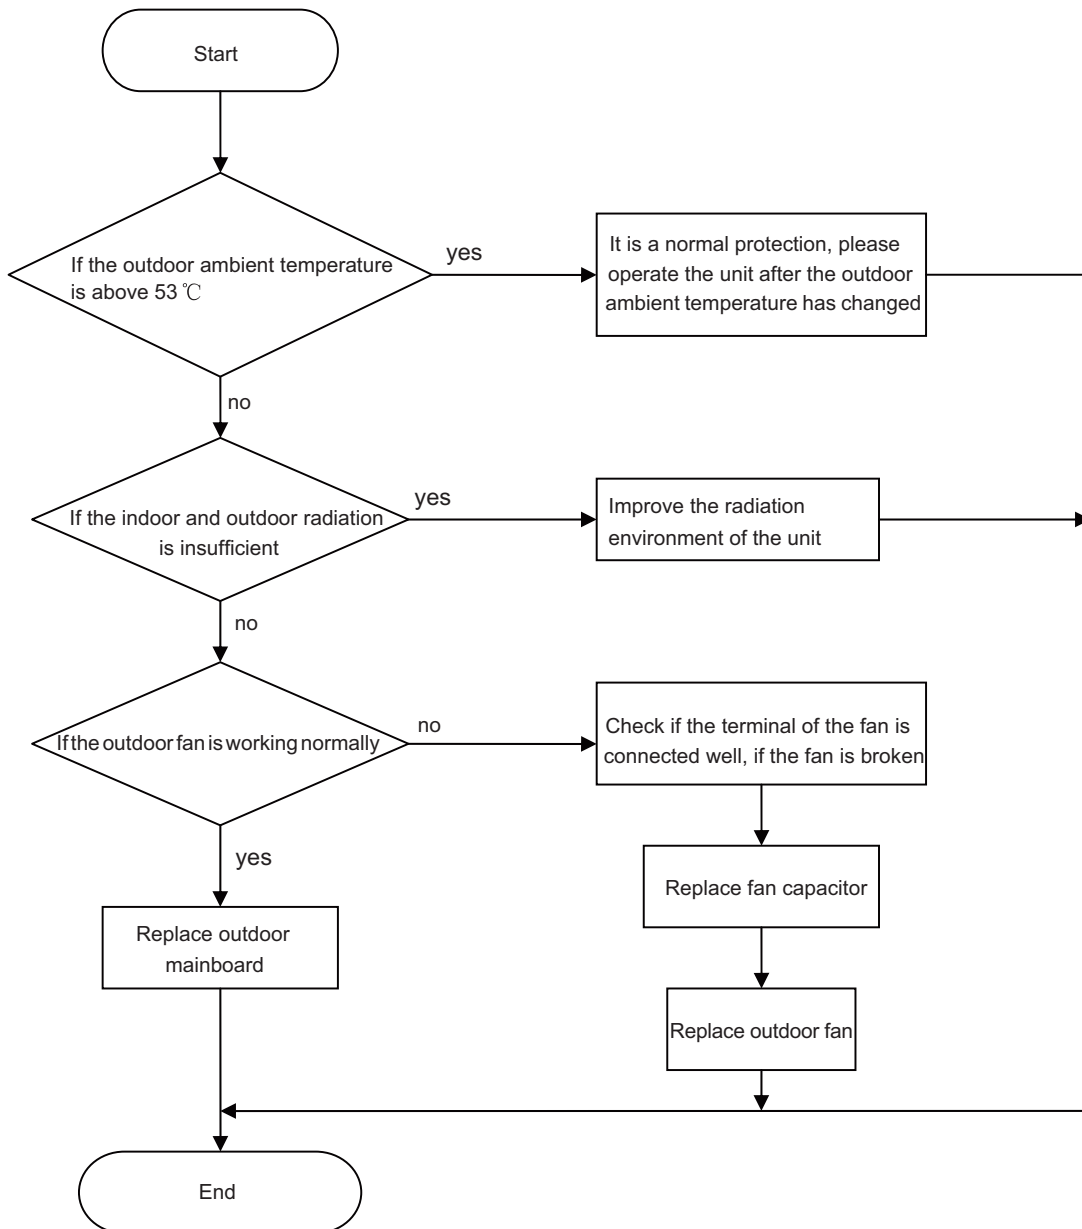 Start
If the outdoor ambient temperature
is above 53 ℃
yes
It is a normal protection, please
operate the unit after the outdoor
ambient temperature has changed
no
If the indoor and outdoor radiation
is insufficient
yes
Improve the radiation
environment of the unit
no
If the outdoor fan is working normally
no
Check if the terminal of the fan is
connected well, if the fan is broken
yes
Replace fan capacitor
Replace outdoor
mainboard
Replace outdoor fan
End